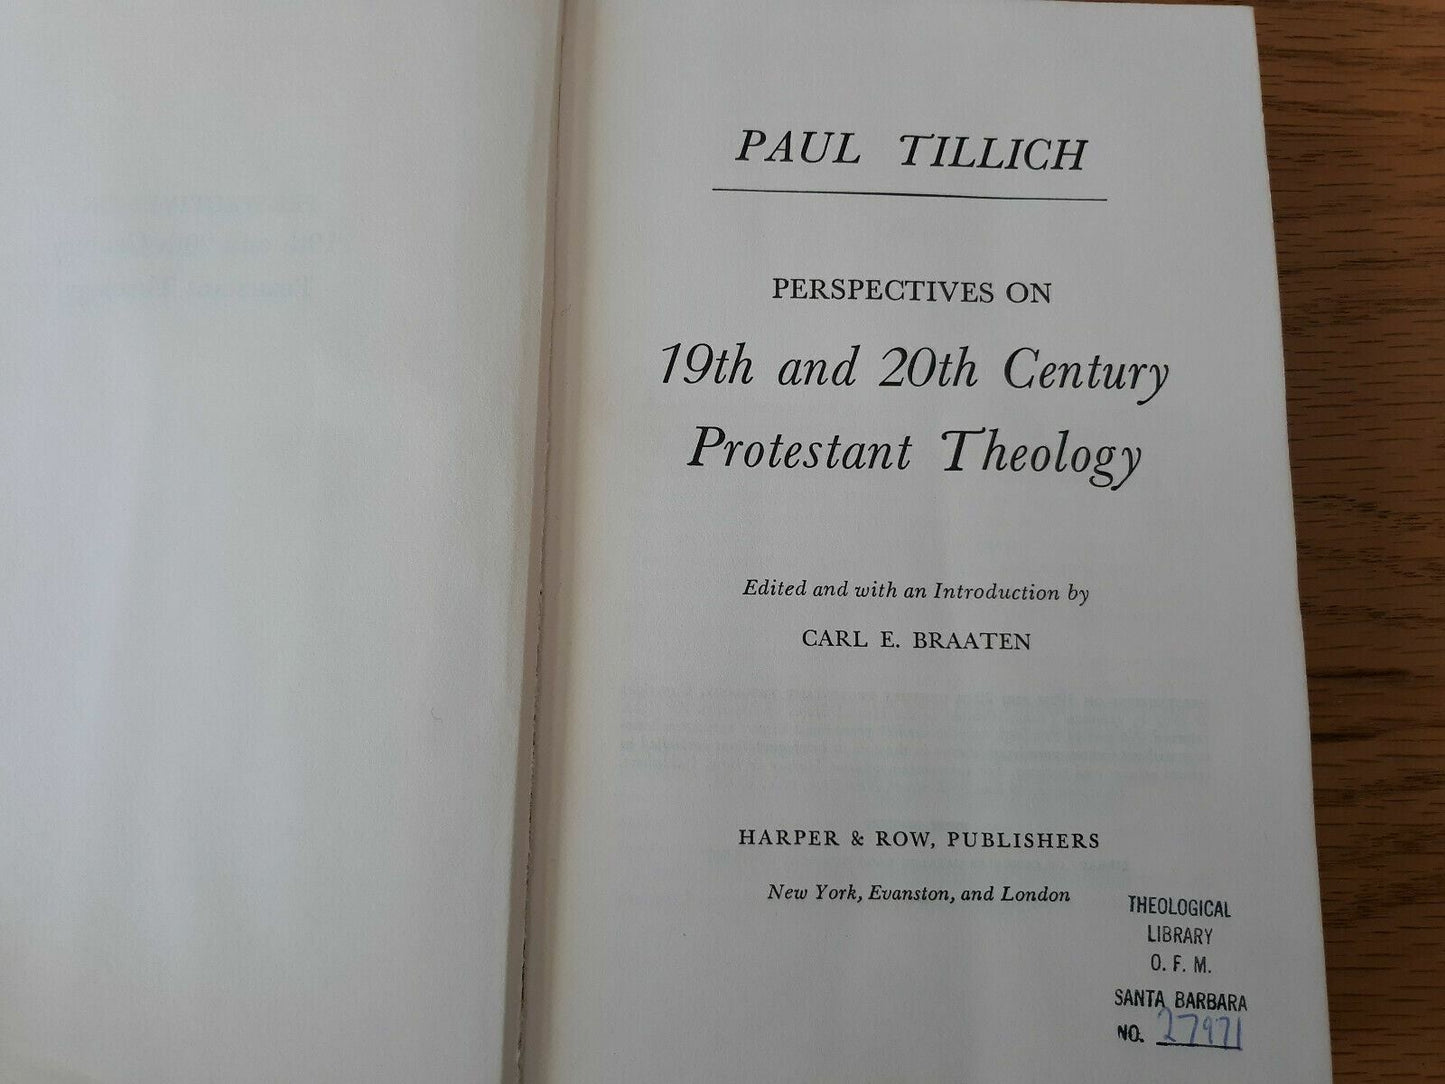 PAUL TILLICH
PERSPECTIVES ON
19th and 20th Century
Protestant Theology
Edited and with an Introduction by
CARL E. BRAATEN
HARPER & ROW, PUBLISHERS
New York, Evanston, and London
THEOLOGICAL
LIBRARY
O. F. M.
SANTA BARBARA
NO. 27971